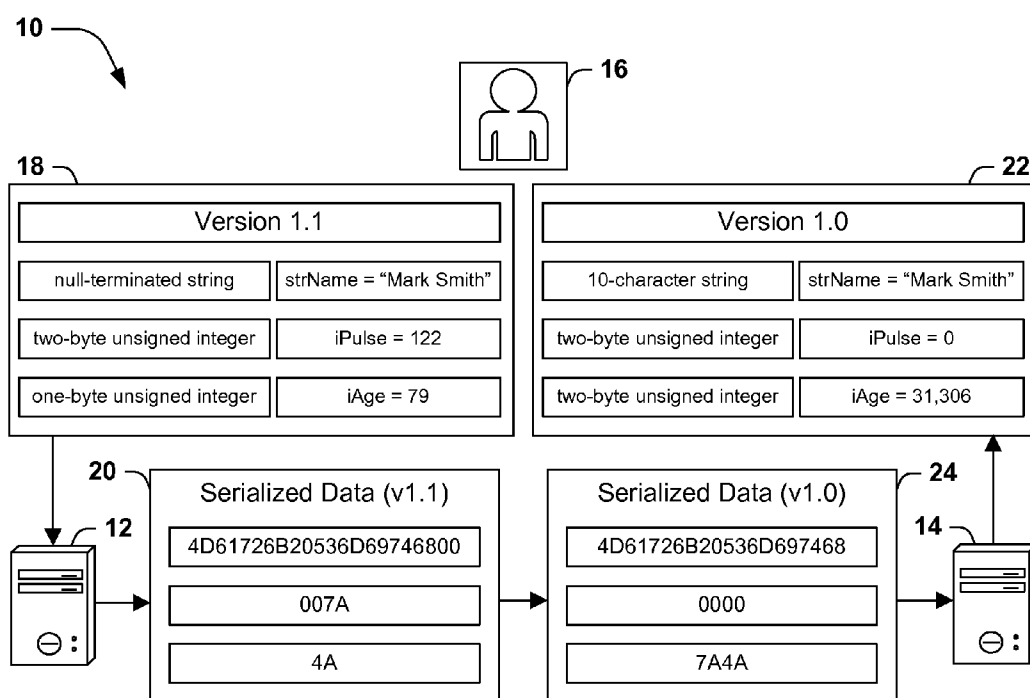 10
16
18
22
Version 1.1
null-terminated string
strName = “Mark Smith”
two-byte unsigned integer
iPulse = 122
one-byte unsigned integer
iAge = 79
Version 1.0
10-character string
strName = “Mark Smith”
two-byte unsigned integer
iPulse = 0
two-byte unsigned integer
iAge = 31,306
12
20
Serialized Data (v1.1)
4D61726B20536D69746800
007A
4A
Serialized Data (v1.0)
4D61726B20536D697468
0000
7A4A
24
14